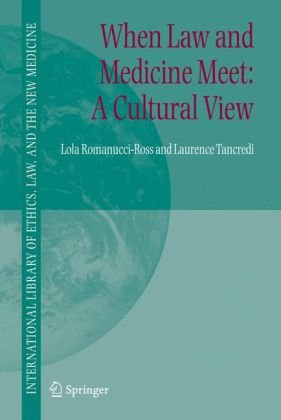 When Law and
Medicine Meet:
A Cultural View
Lola Romanucci-Ross and Laurence Tancredi
INTERNATIONAL LIBRARY OF ETHICS, LAW, AND THE NEW MEDICINE
Springer